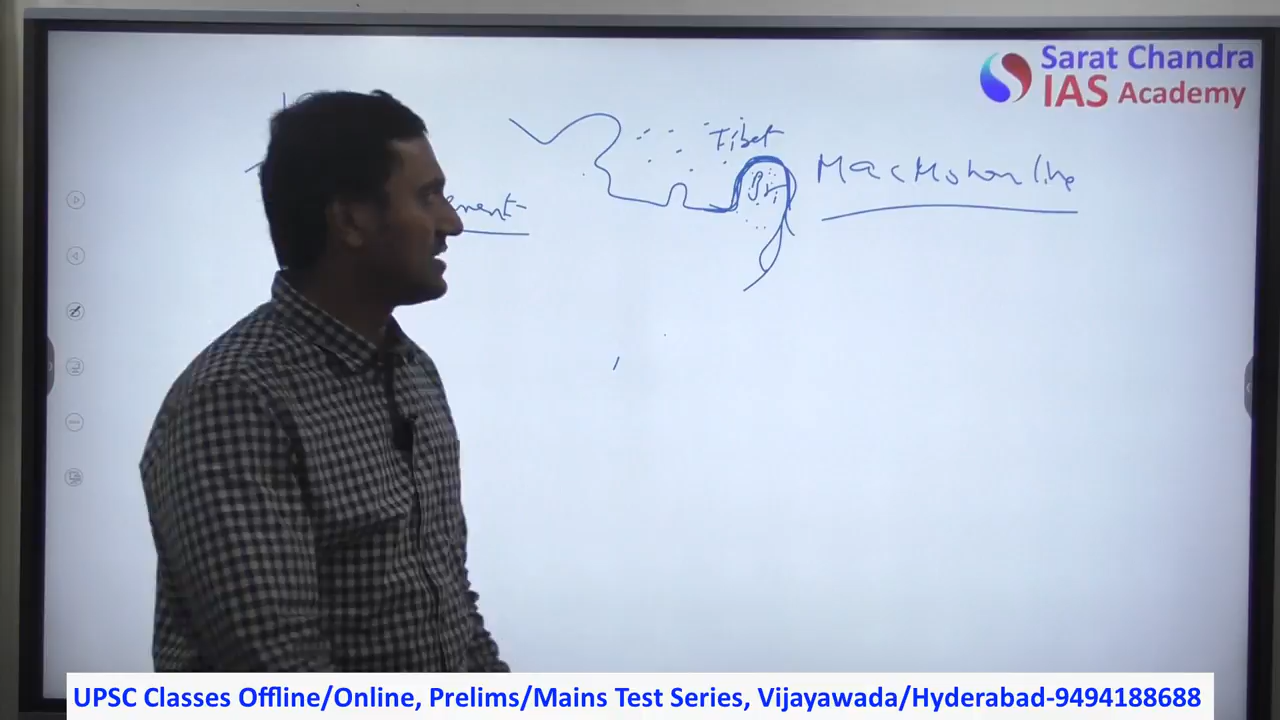 Sarat Chandra
IAS Academy
Tibet
MacMohan line
UPSC Classes Offline/Online, Prelims/Mains Test Series, Vijayawada/Hyderabad-9494188688